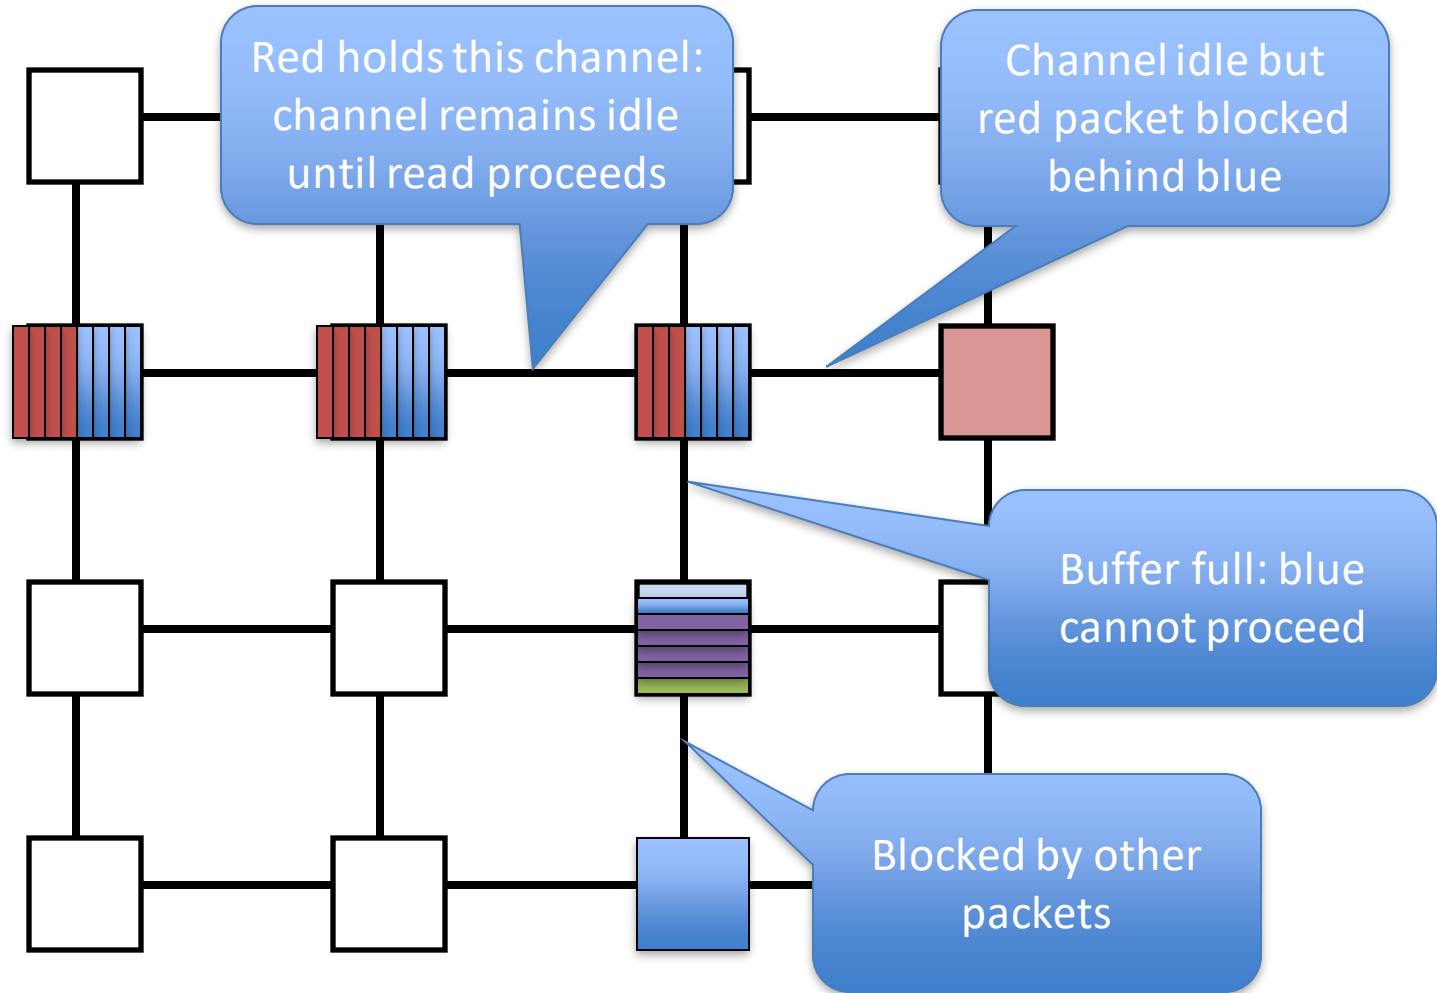 Red holds this channel:
channel remains idle
until read proceeds
Channel idle but
red packet blocked
behind blue
Buffer full: blue
cannot proceed
Blocked by other
packets